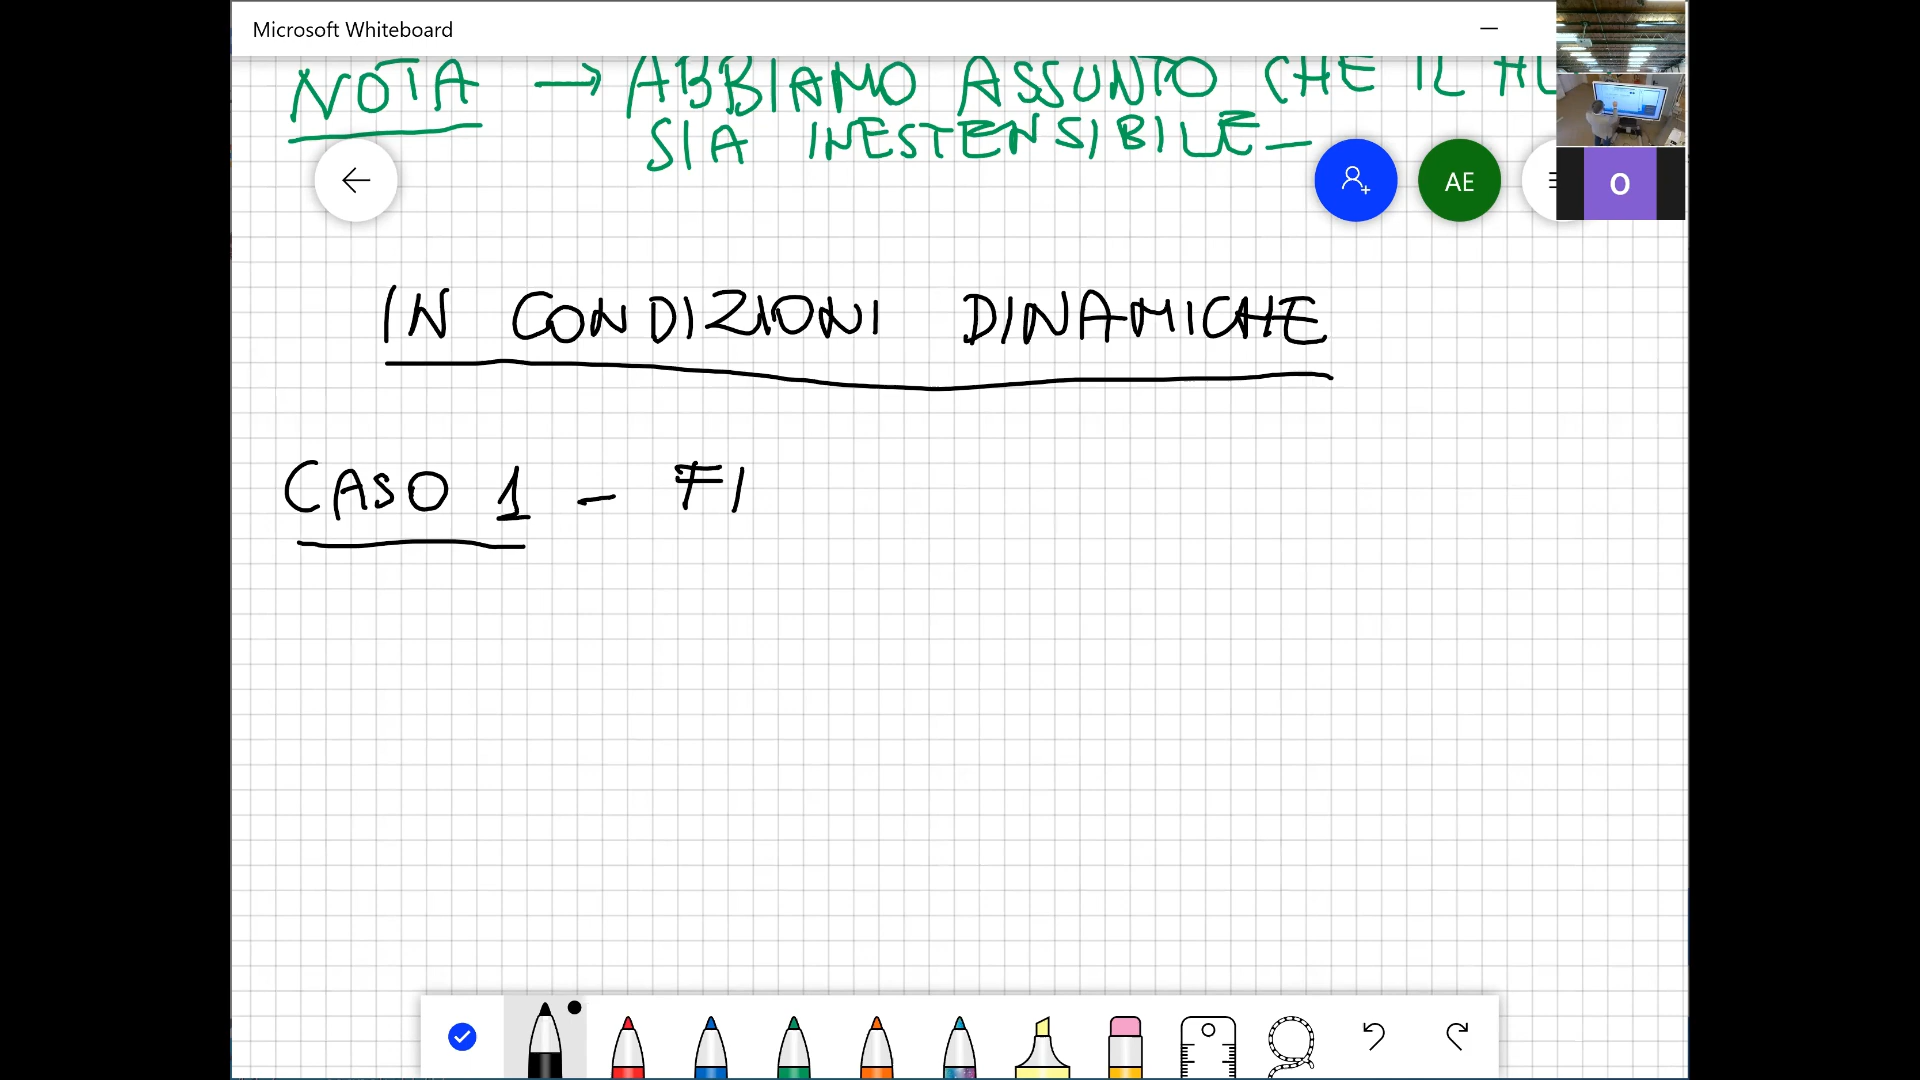 Microsoft Whiteboard
NOTA → ABBIAMO ASSUNTO CHE IL
SIA INESTENSIBILE-
AE
O
IN CONDIZIONI DINAMICHE
CASO 1 - FI